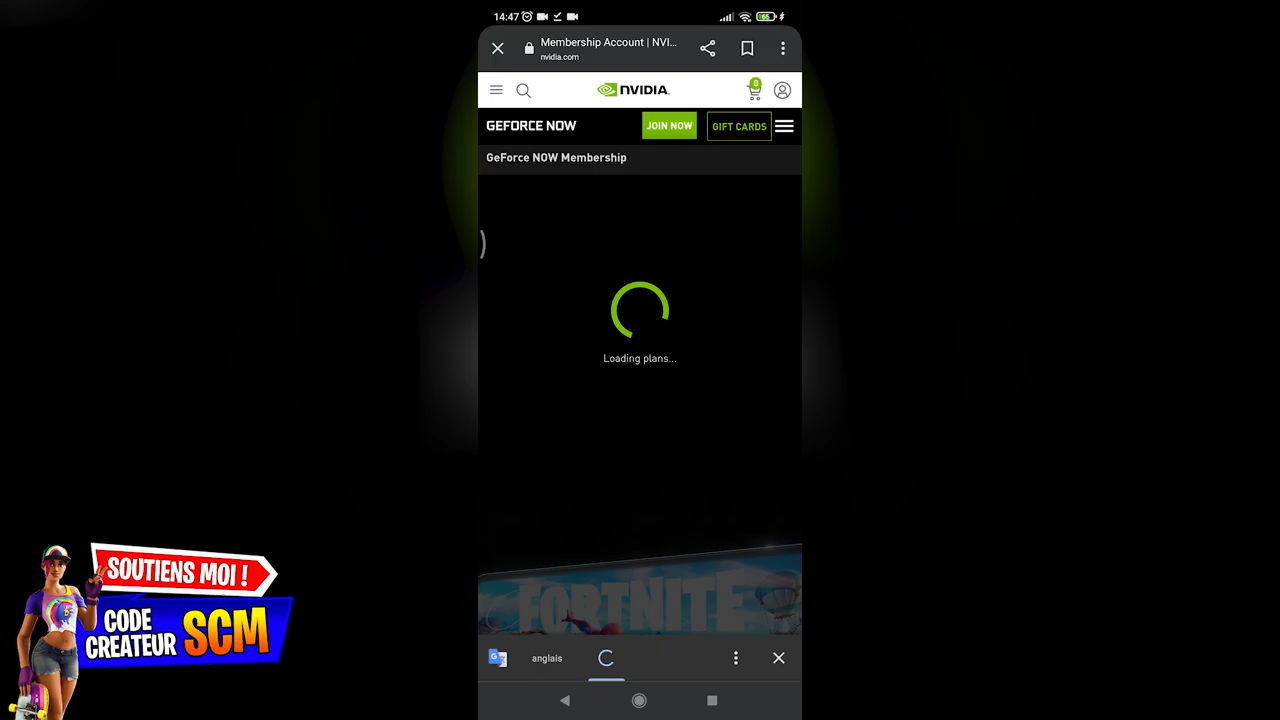 14:47
65
Membership Account | NVI...
nvidia.com
0
NVIDIA.
GEFORCE NOW
JOIN NOW
GIFT CARDS
GeForce NOW Membership
Loading plans...
FORTNITE
anglais
SOUTIENS MOI !
CODE
CREATEUR
SCM